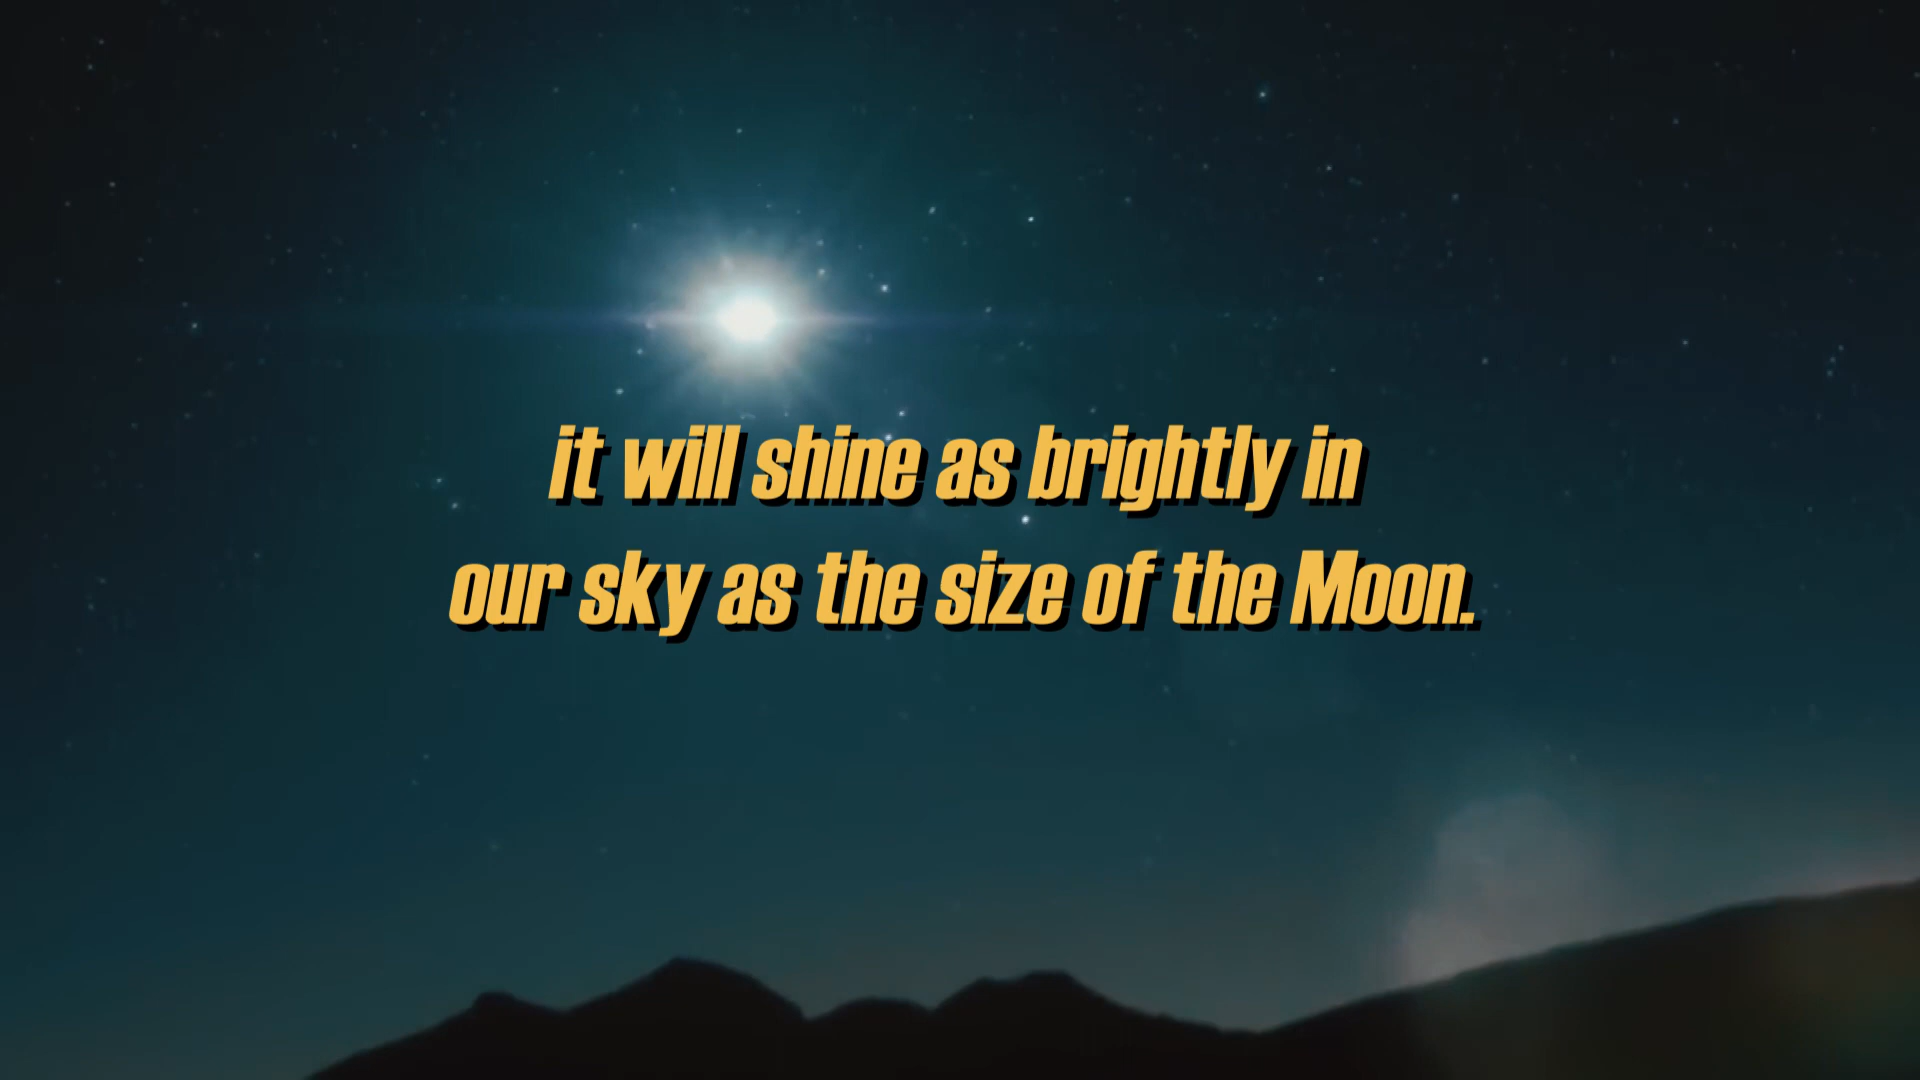 it will shine as brightly in
our sky as the size of the Moon.